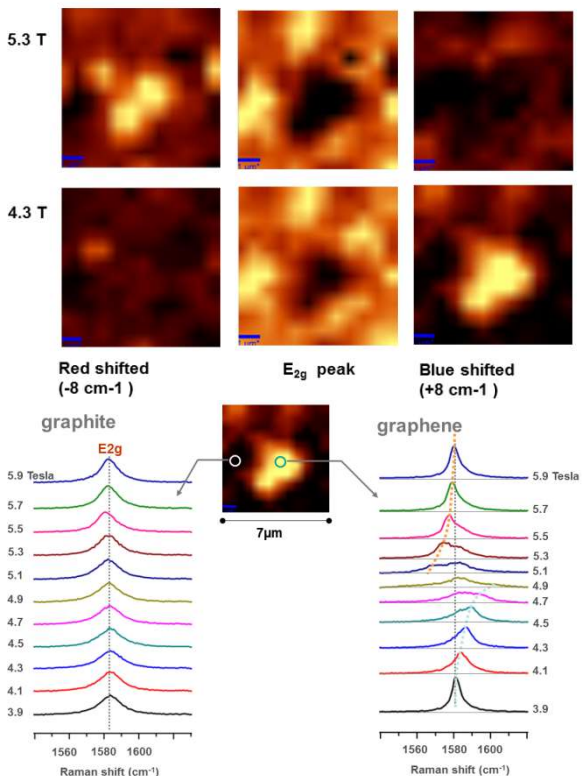 5.3 T
1 μm
4.3 T
Red shifted
(-8 cm-1 )
E2g peak
Blue shifted
(+8 cm-1 )
graphite
graphene
E2g
7μm
5.9 Tesla
5.7
5.5
5.3
5.1
4.9
4.7
4.5
4.3
4.1
3.9
1560 1580 1600
Raman shift (cm-1)
5.9 Tesla
5.7
5.5
5.3
5.1
4.9
4.7
4.5
4.3
4.1
3.9
1560 1580 1600
Raman shift (cm-1)